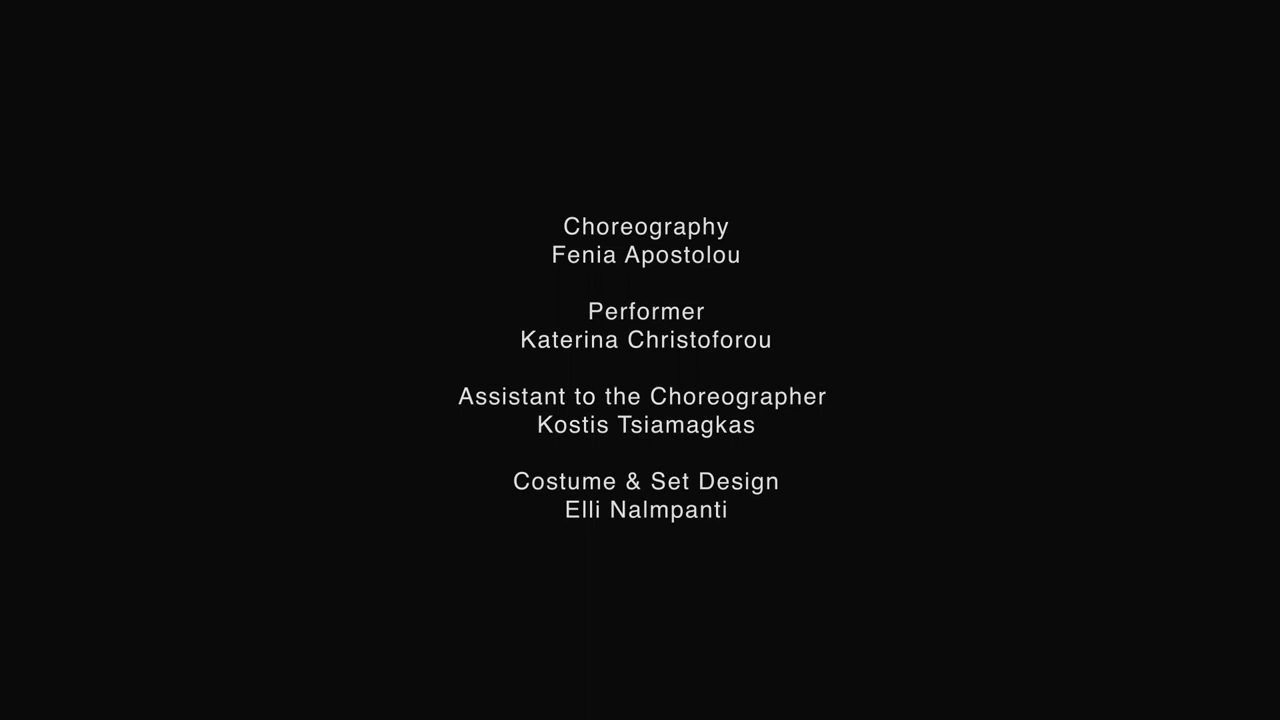 Choreography
Fenia Apostolou
Performer
Katerina Christoforou
Assistant to the Choreographer
Kostis Tsiamagkas
Costume & Set Design
Elli Nalmpanti